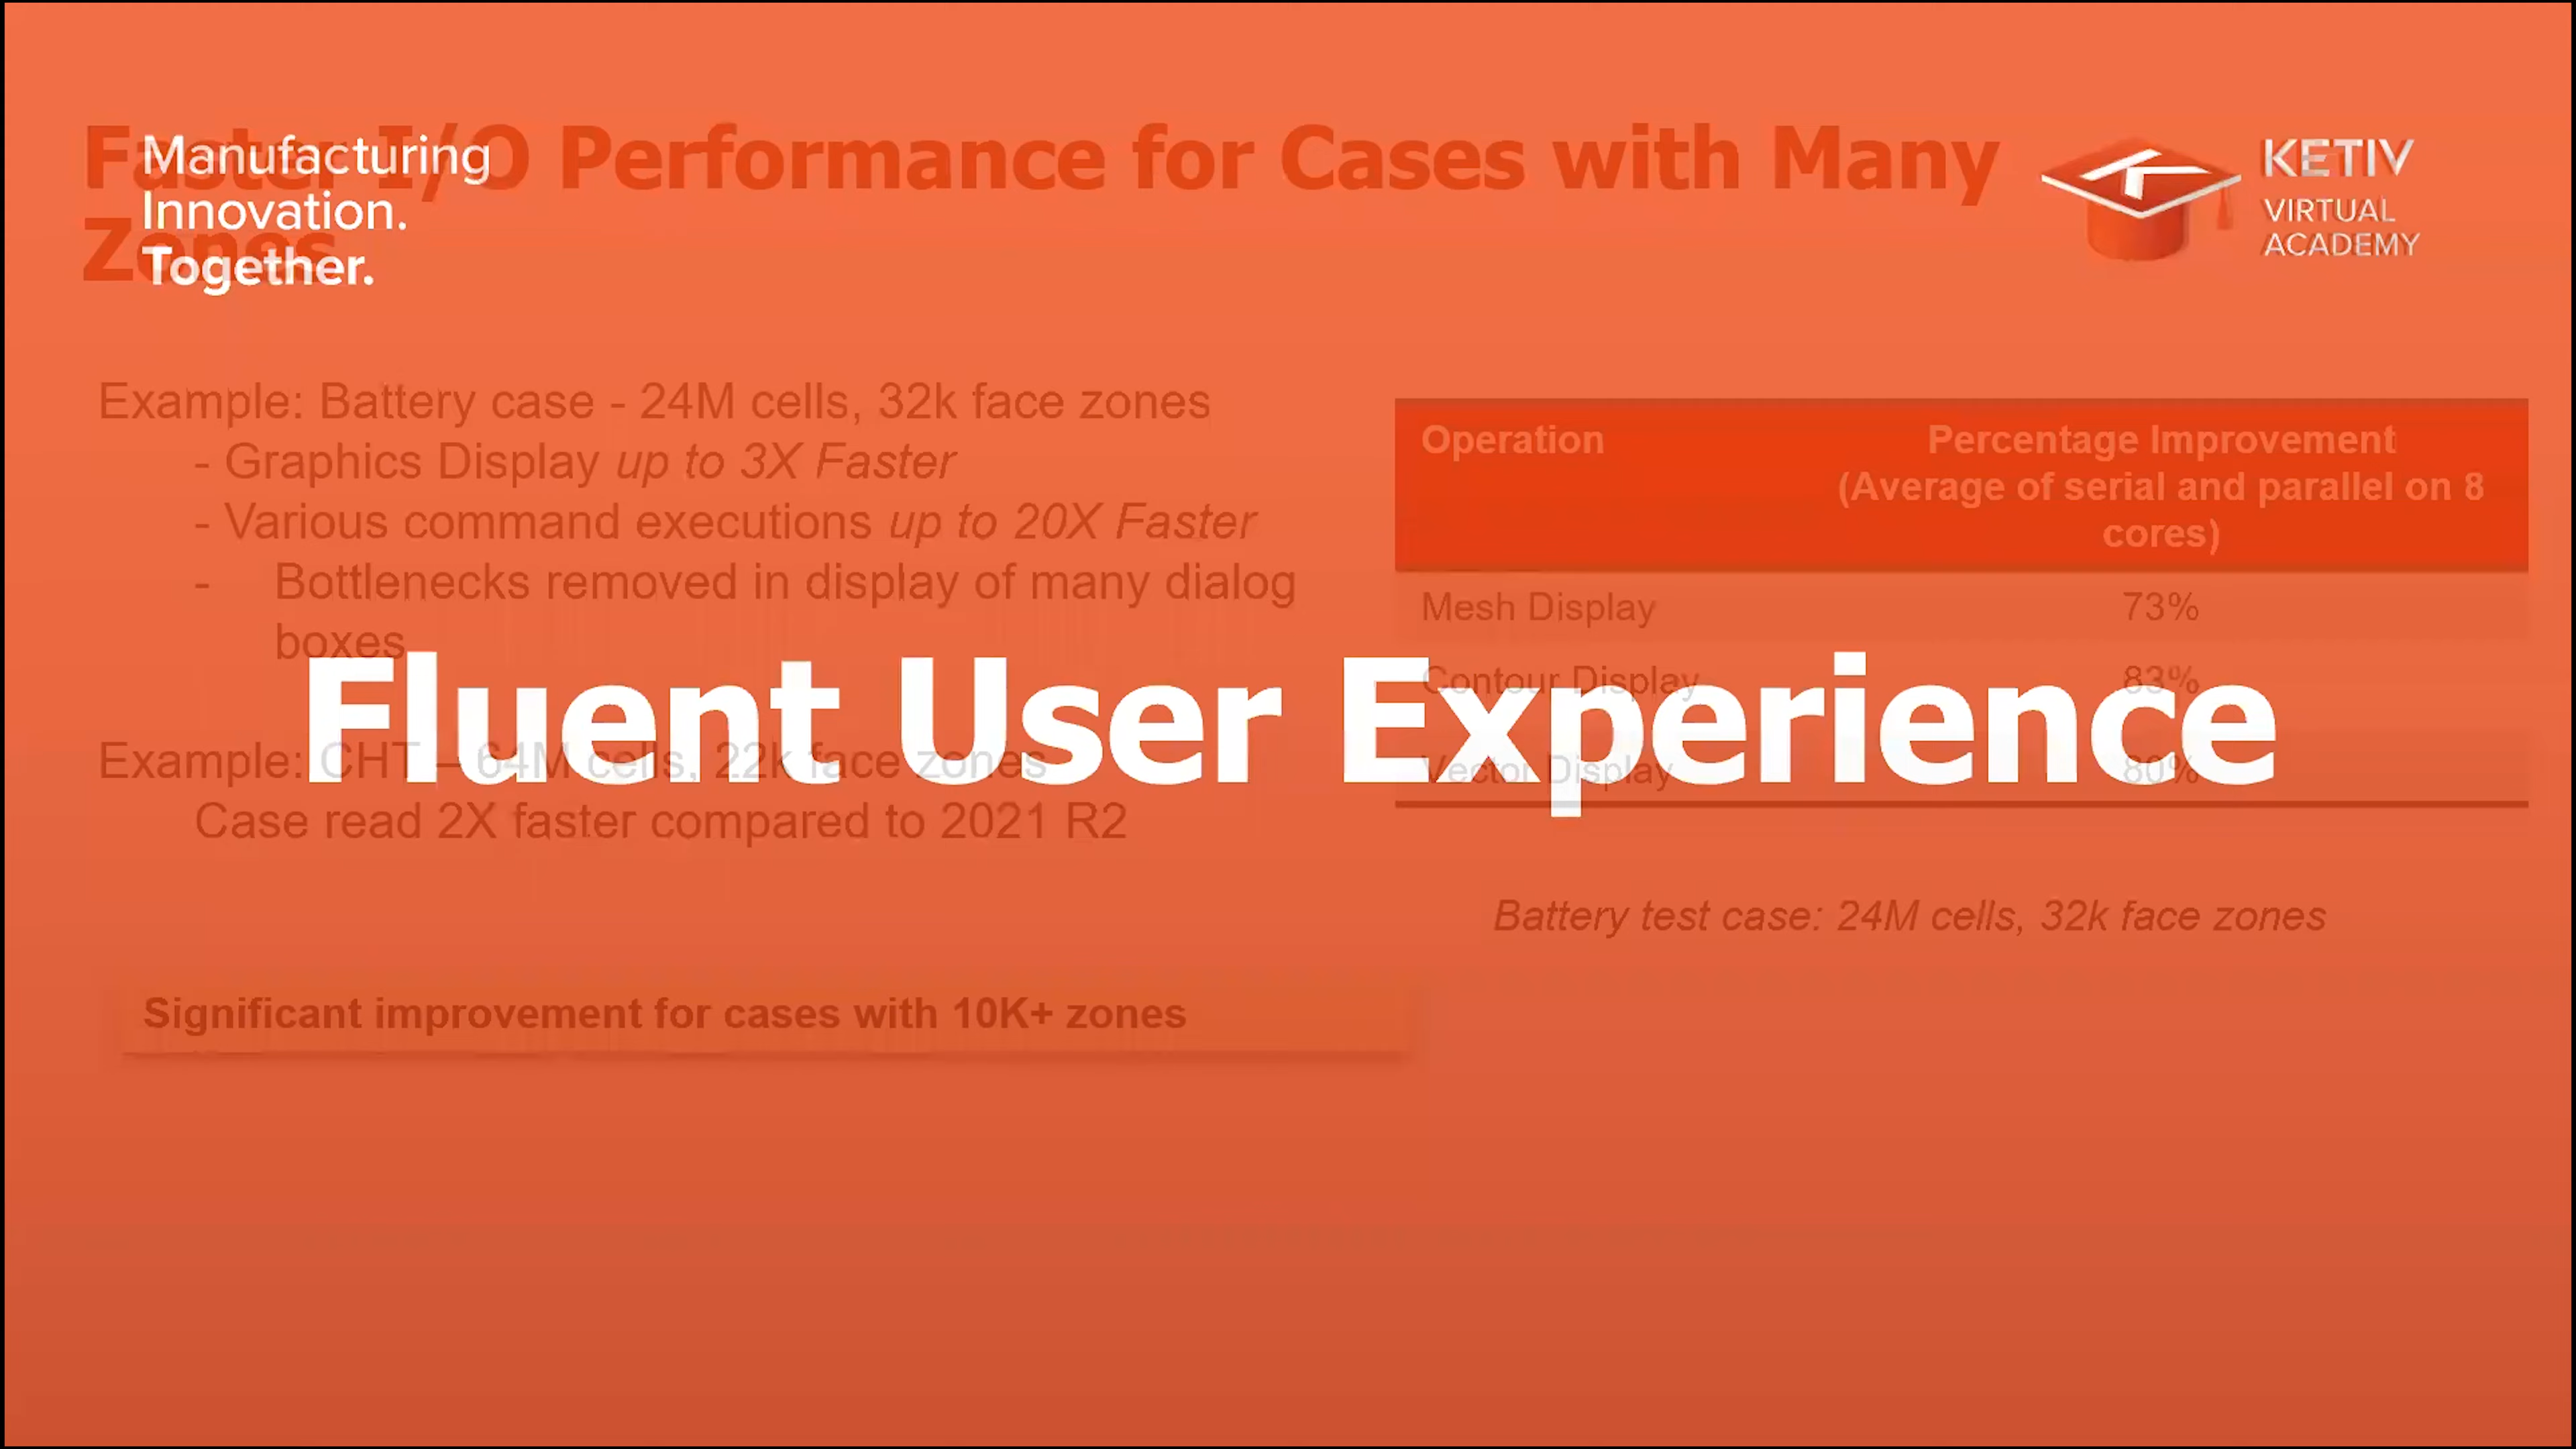 Faster I/O Performance for Cases with Many
Zones
Manufacturing
Innovation.
Together.
KETIV
VIRTUAL
ACADEMY
Example: Battery case - 24M cells, 32k face zones
- Graphics Display up to 3X Faster
- Various command executions up to 20X Faster
- Bottlenecks removed in display of many dialog
boxes
Example: CHT – 64M cells, 22k face zones
Case read 2X faster compared to 2021 R2
Significant improvement for cases with 10K+ zones
Operation Percentage Improvement
(Average of serial and parallel on 8
cores)
Mesh Display 73%
Contour Display 83%
Vector Display 80%
Battery test case: 24M cells, 32k face zones
Fluent User Experience